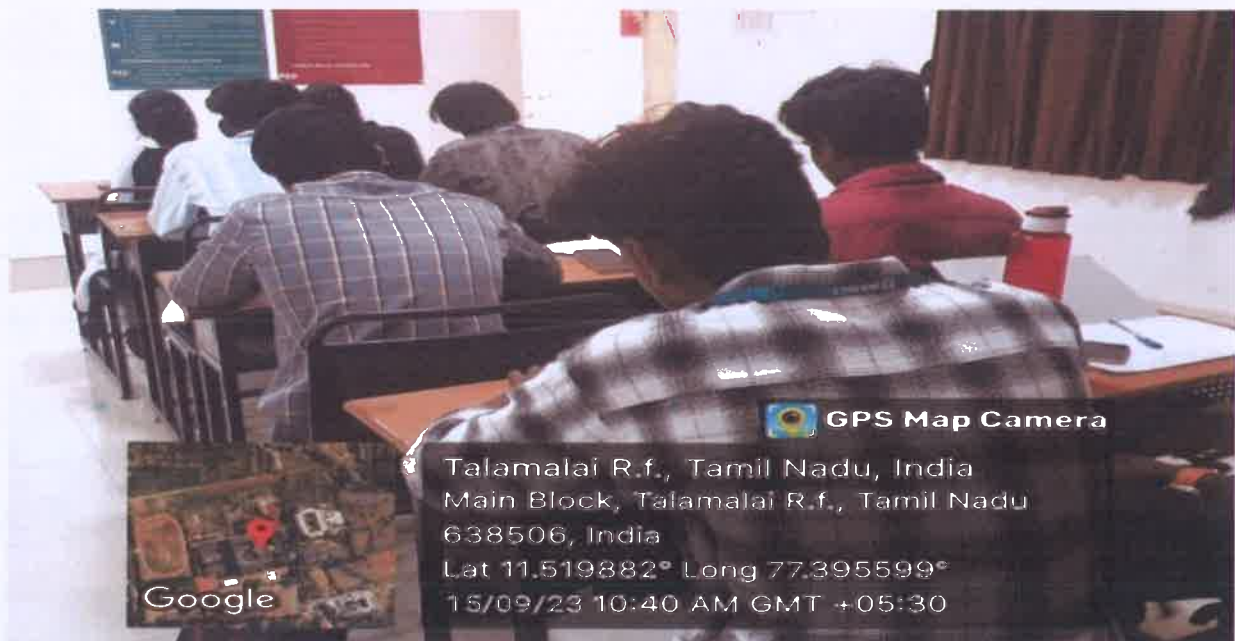 GPS Map Camera
Talamalai R.f., Tamil Nadu, India
Main Block, Talamalai R.f., Tamil Nadu
638506, India
Lat 11.519882° Long 77.395599°
15/09/23 10:40 AM GMT +05:30
Google